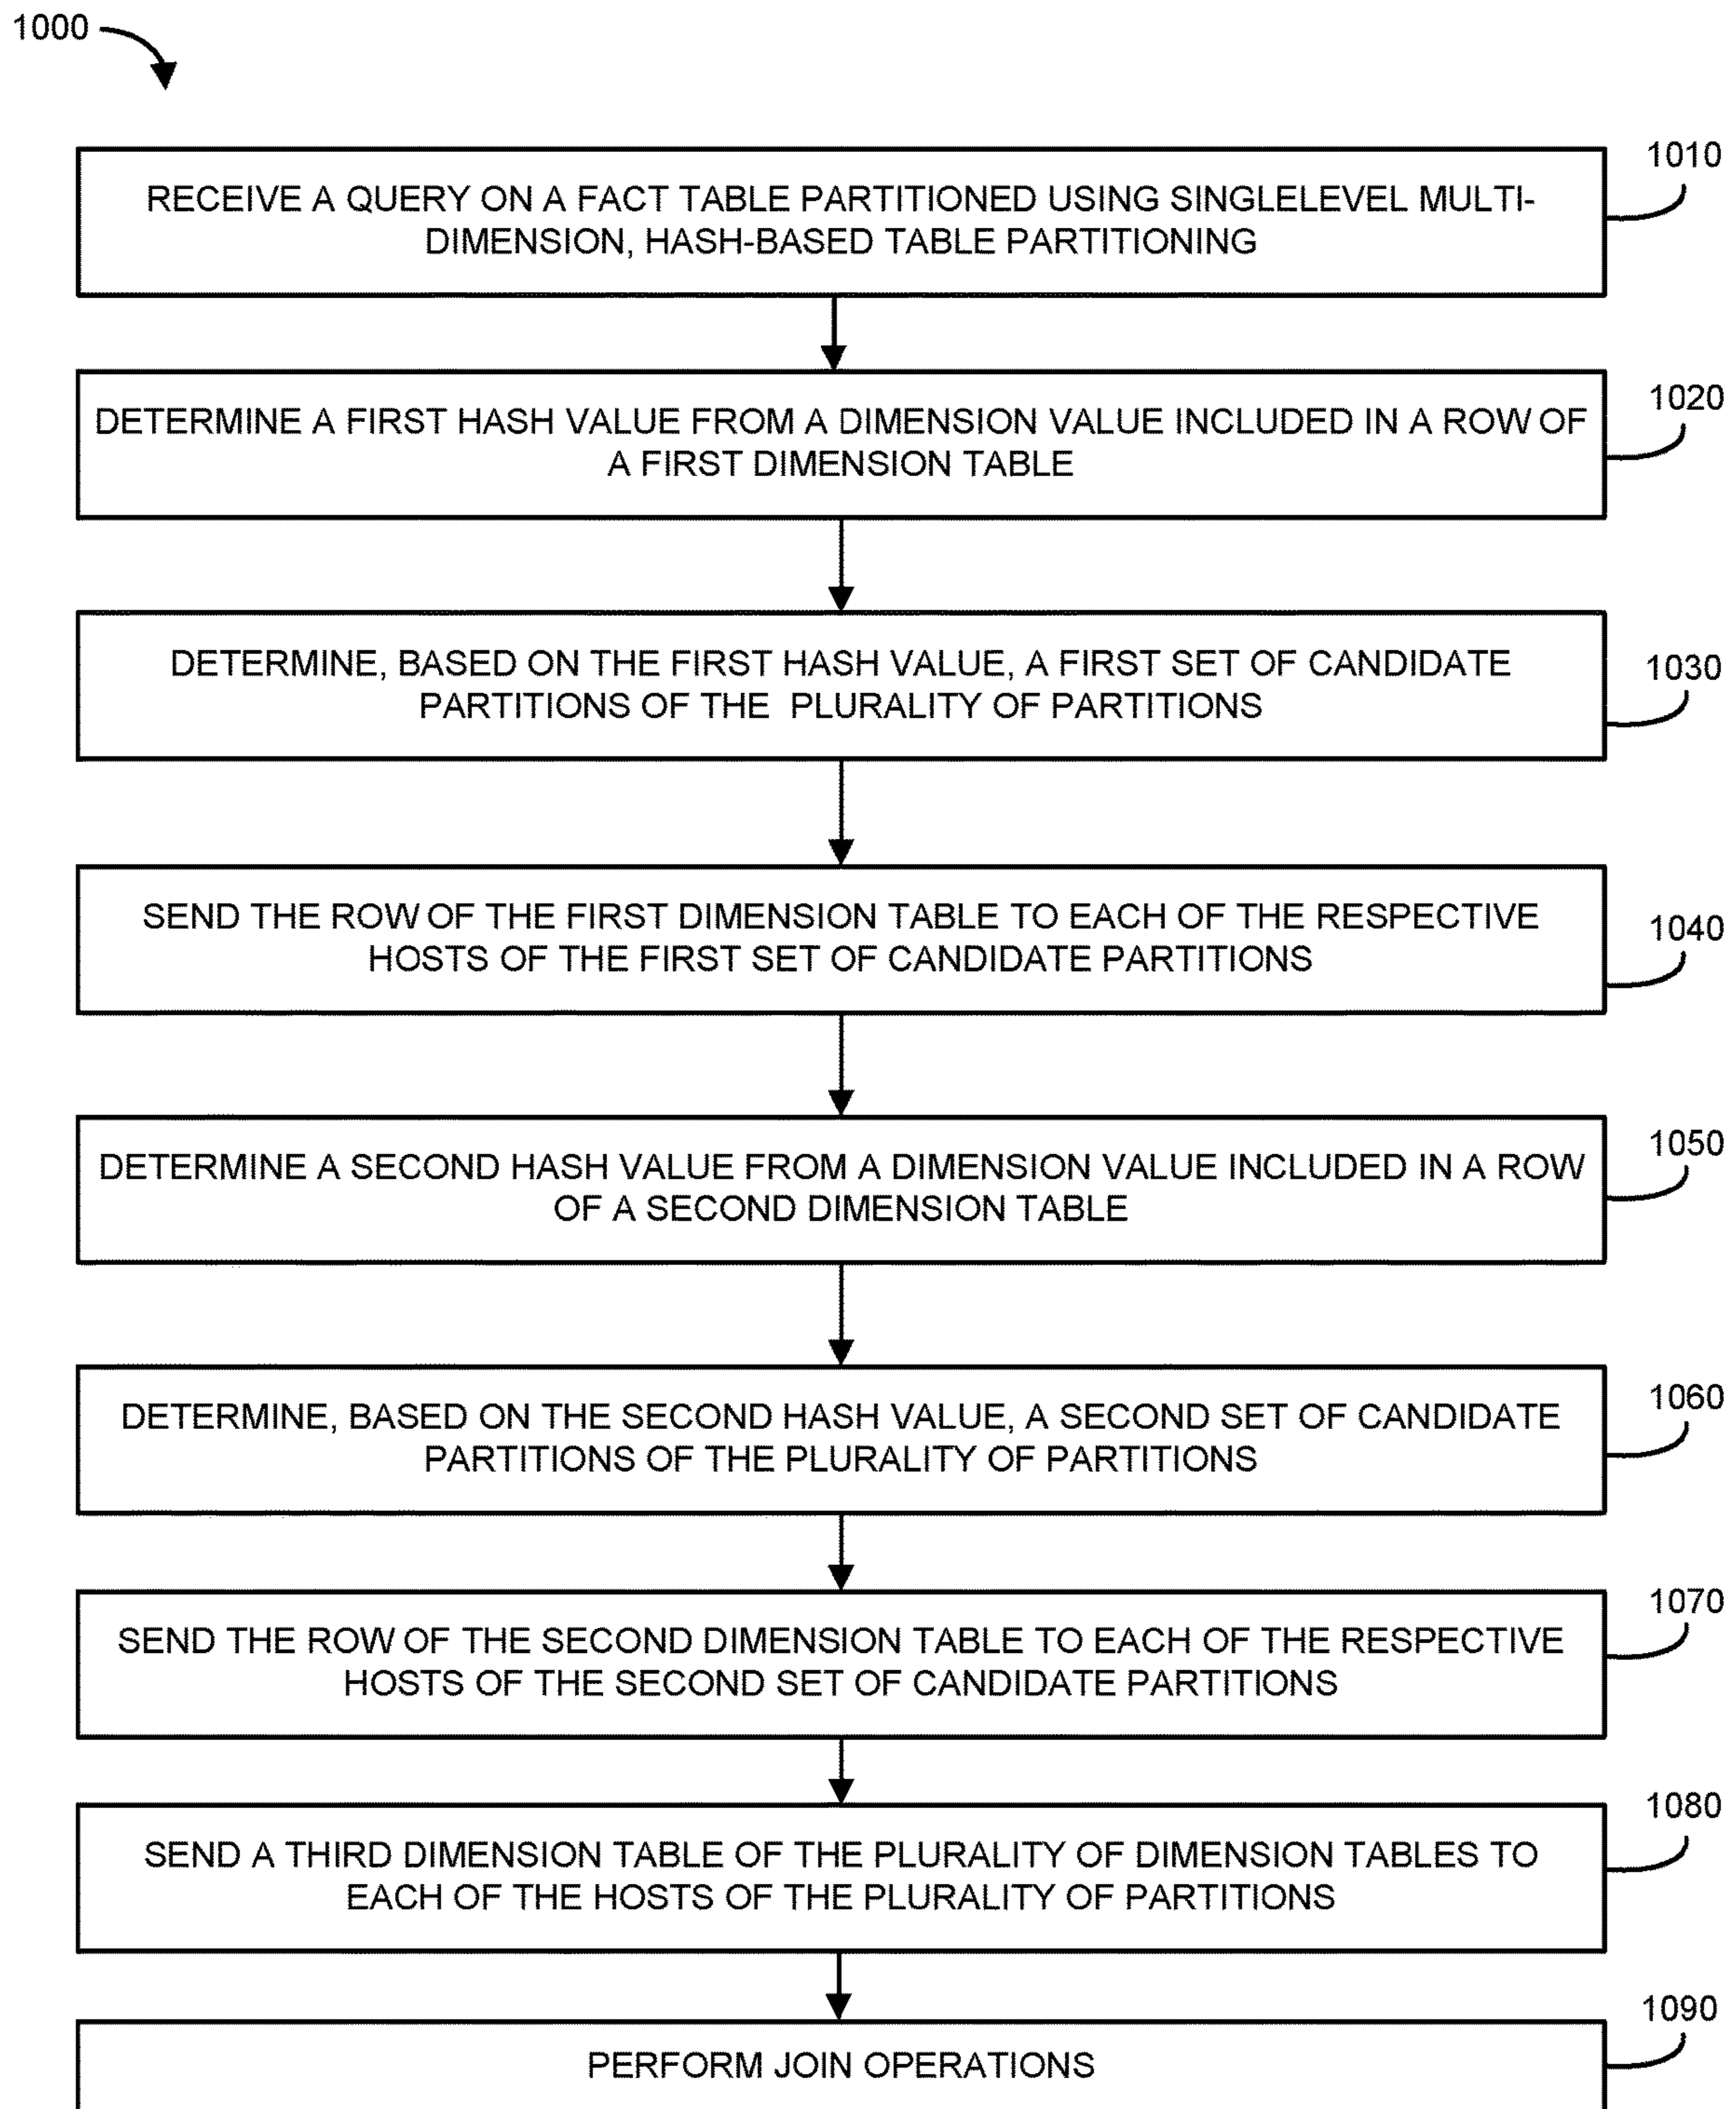 1000
1010
RECEIVE A QUERY ON A FACT TABLE PARTITIONED USING SINGLELEVEL MULTI-
DIMENSION, HASH-BASED TABLE PARTITIONING
1020
DETERMINE A FIRST HASH VALUE FROM A DIMENSION VALUE INCLUDED IN A ROW OF
A FIRST DIMENSION TABLE
1030
DETERMINE, BASED ON THE FIRST HASH VALUE, A FIRST SET OF CANDIDATE
PARTITIONS OF THE PLURALITY OF PARTITIONS
1040
SEND THE ROW OF THE FIRST DIMENSION TABLE TO EACH OF THE RESPECTIVE
HOSTS OF THE FIRST SET OF CANDIDATE PARTITIONS
1050
DETERMINE A SECOND HASH VALUE FROM A DIMENSION VALUE INCLUDED IN A ROW
OF A SECOND DIMENSION TABLE
1060
DETERMINE, BASED ON THE SECOND HASH VALUE, A SECOND SET OF CANDIDATE
PARTITIONS OF THE PLURALITY OF PARTITIONS
1070
SEND THE ROW OF THE SECOND DIMENSION TABLE TO EACH OF THE RESPECTIVE
HOSTS OF THE SECOND SET OF CANDIDATE PARTITIONS
1080
SEND A THIRD DIMENSION TABLE OF THE PLURALITY OF DIMENSION TABLES TO
EACH OF THE HOSTS OF THE PLURALITY OF PARTITIONS
1090
PERFORM JOIN OPERATIONS